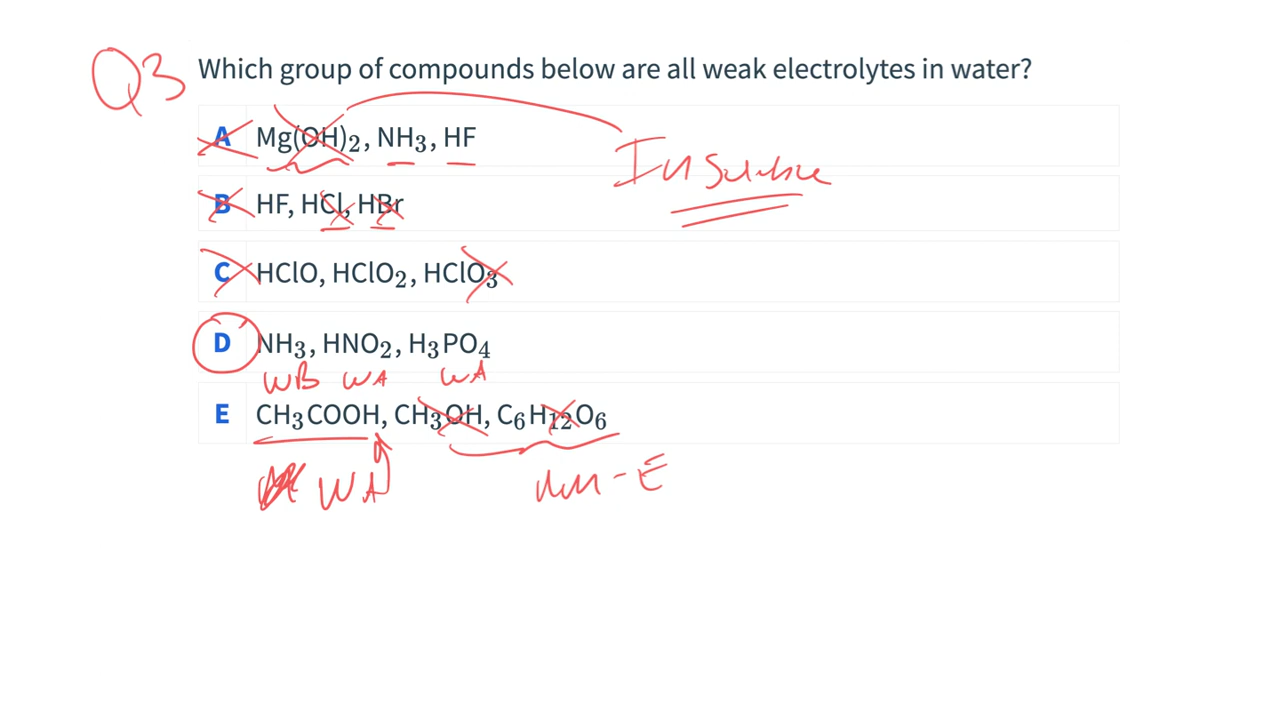 Q3 Which group of compounds below are all weak electrolytes in water?
A Mg(OH)₂, NH₃, HF
Insoluble
B HF, HCl, HBr
C HClO, HClO₂, HClO₃
D NH₃, HNO₂, H₃PO₄
WB WA WA
E CH₃COOH, CH₃OH, C₆H₁₂O₆
WA non-E